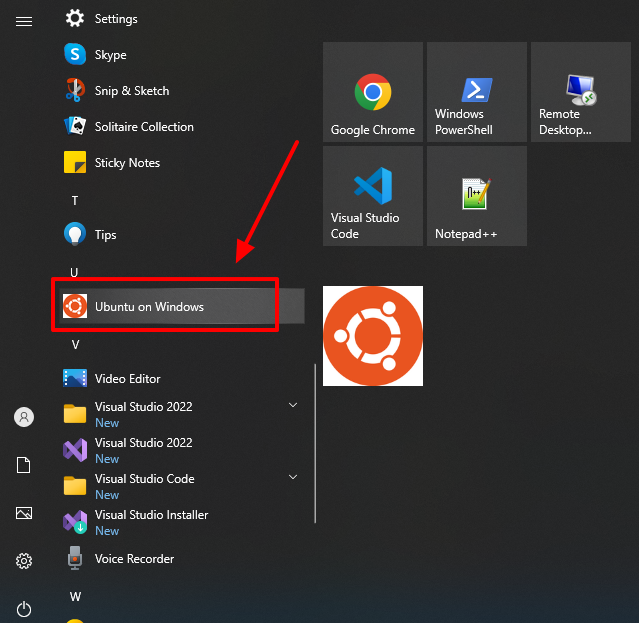 Settings
Skype
Snip & Sketch
Solitaire Collection
Sticky Notes
T
Tips
U
Ubuntu on Windows
V
Video Editor
Visual Studio 2022
New
Visual Studio 2022
New
Visual Studio Code
New
Visual Studio Installer
New
Voice Recorder
W
Google Chrome
Windows
PowerShell
Remote
Desktop...
Visual Studio
Code
Notepad++